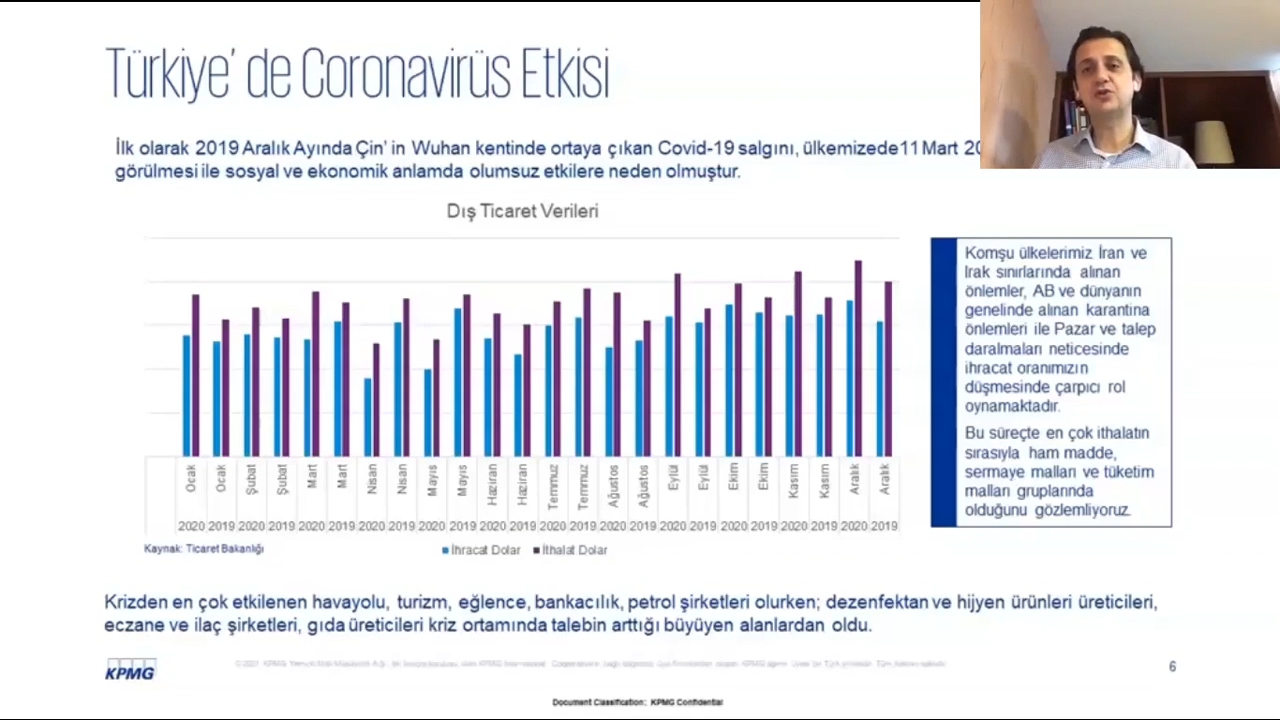 Türkiye' de Coronavirüs Etkisi
İlk olarak 2019 Aralık Ayında Çin' in Wuhan kentinde ortaya çıkan Covid-19 salgını, ülkemizede 11 Mart
görülmesi ile sosyal ve ekonomik anlamda olumsuz etkilere neden olmuştur.
Dış Ticaret Verileri
Komşu ülkelerimiz İran ve
Irak sınırlarında alınan
önlemler, AB ve dünyanın
genelinde alınan karantina
önlemleri ile Pazar ve talep
daralmaları neticesinde
ihracat oranımızın
düşmesinde çarpıcı rol
oynamaktadır.
Bu süreçte en çok ithalatın
sırasıyla ham madde,
sermaye malları ve tüketim
malları gruplarında
olduğunu gözlemliyoruz.
Ocak Ocak Şubat Şubat Mart Mart Nisan Nisan Mayıs Mayıs Haziran Haziran Temmuz Temmuz Ağustos Ağustos Eylül Eylül Ekim Ekim Kasım Kasım Aralık Aralık
2020 2019 2020 2019 2020 2019 2020 2019 2020 2019 2020 2019 2020 2019 2020 2019 2020 2019 2020 2019 2020 2019 2020 2019
Kaynak: Ticaret Bakanlığı
İhracat Dolar İthalat Dolar
Krizden en çok etkilenen havayolu, turizm, eğlence, bankacılık, petrol şirketleri olurken; dezenfektan ve hijyen ürünleri üreticileri,
eczane ve ilaç şirketleri, gıda üreticileri kriz ortamında talebin arttığı büyüyen alanlardan oldu.
KPMG
6
Document Classification: KPMG Confidential